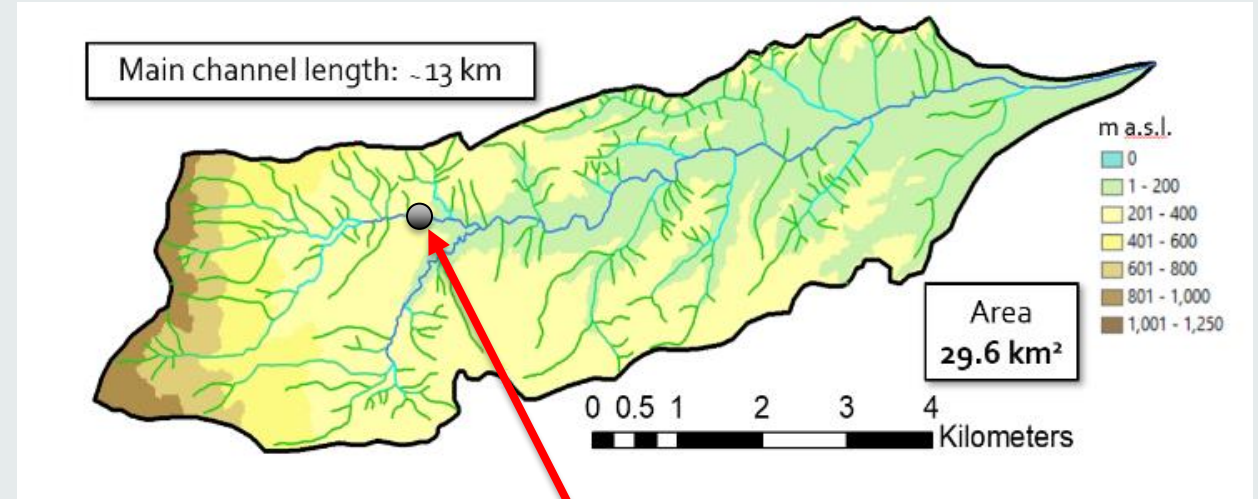 Main channel length: ~13 km
m a.s.l.
0
1 - 200
201 - 400
401 - 600
601 - 800
801 - 1,000
1,001 - 1,250
Area
29.6 km²
0 0.5 1 2 3 4
Kilometers